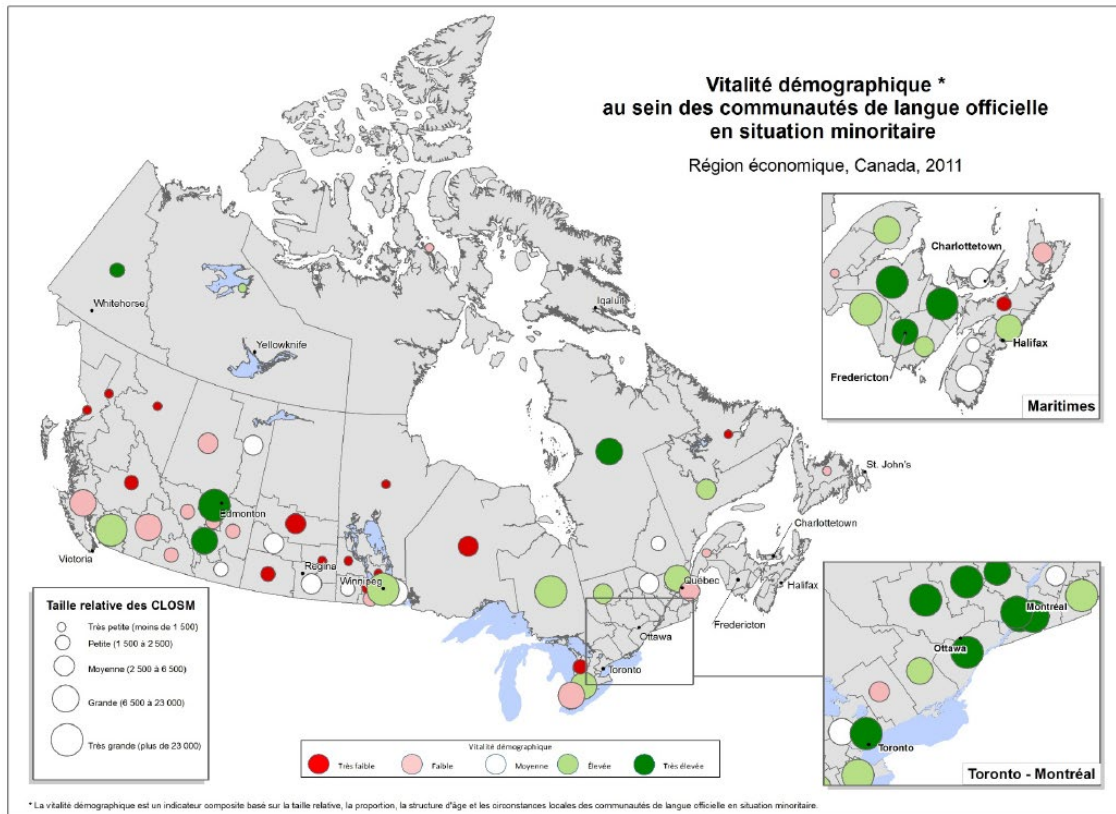 Vitalité démographique *
au sein des communautés de langue officielle
en situation minoritaire
Région économique, Canada, 2011
Charlottetown
Halifax
Fredericton
Maritimes
Whitehorse
Yellowknife
Iqaluit
St. John's
Edmonton
Charlottetown
Victoria
Regina
Winnipeg
Québec
Halifax
Fredericton
Ottawa
Toronto
Montréal
Ottawa
Toronto
Toronto - Montréal
Taille relative des CLOSM
Très petite (moins de 1 500)
Petite (1 500 à 2 500)
Moyenne (2 500 à 6 500)
Grande (6 500 à 23 000)
Très grande (plus de 23 000)
Vitalité démographique
Très faible
Faible
Moyenne
Élevée
Très élevée
* La vitalité démographique est un indicateur composite basé sur la taille relative, la proportion, la structure d'âge et les circonstances locales des communautés de langue officielle en situation minoritaire.